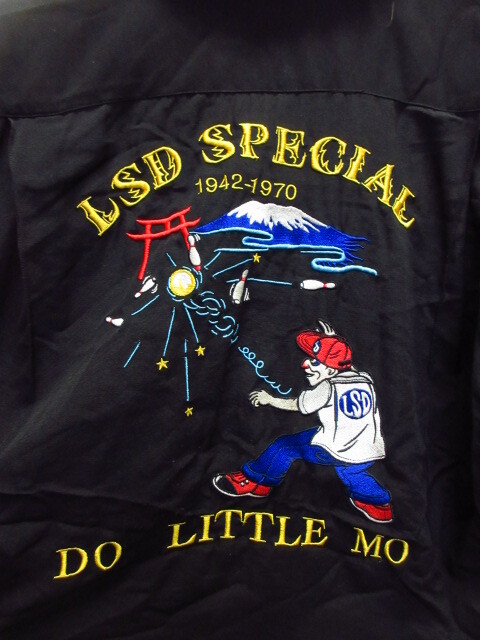 LSD SPECIAL
1942-1970
LSD
DO LITTLE MO